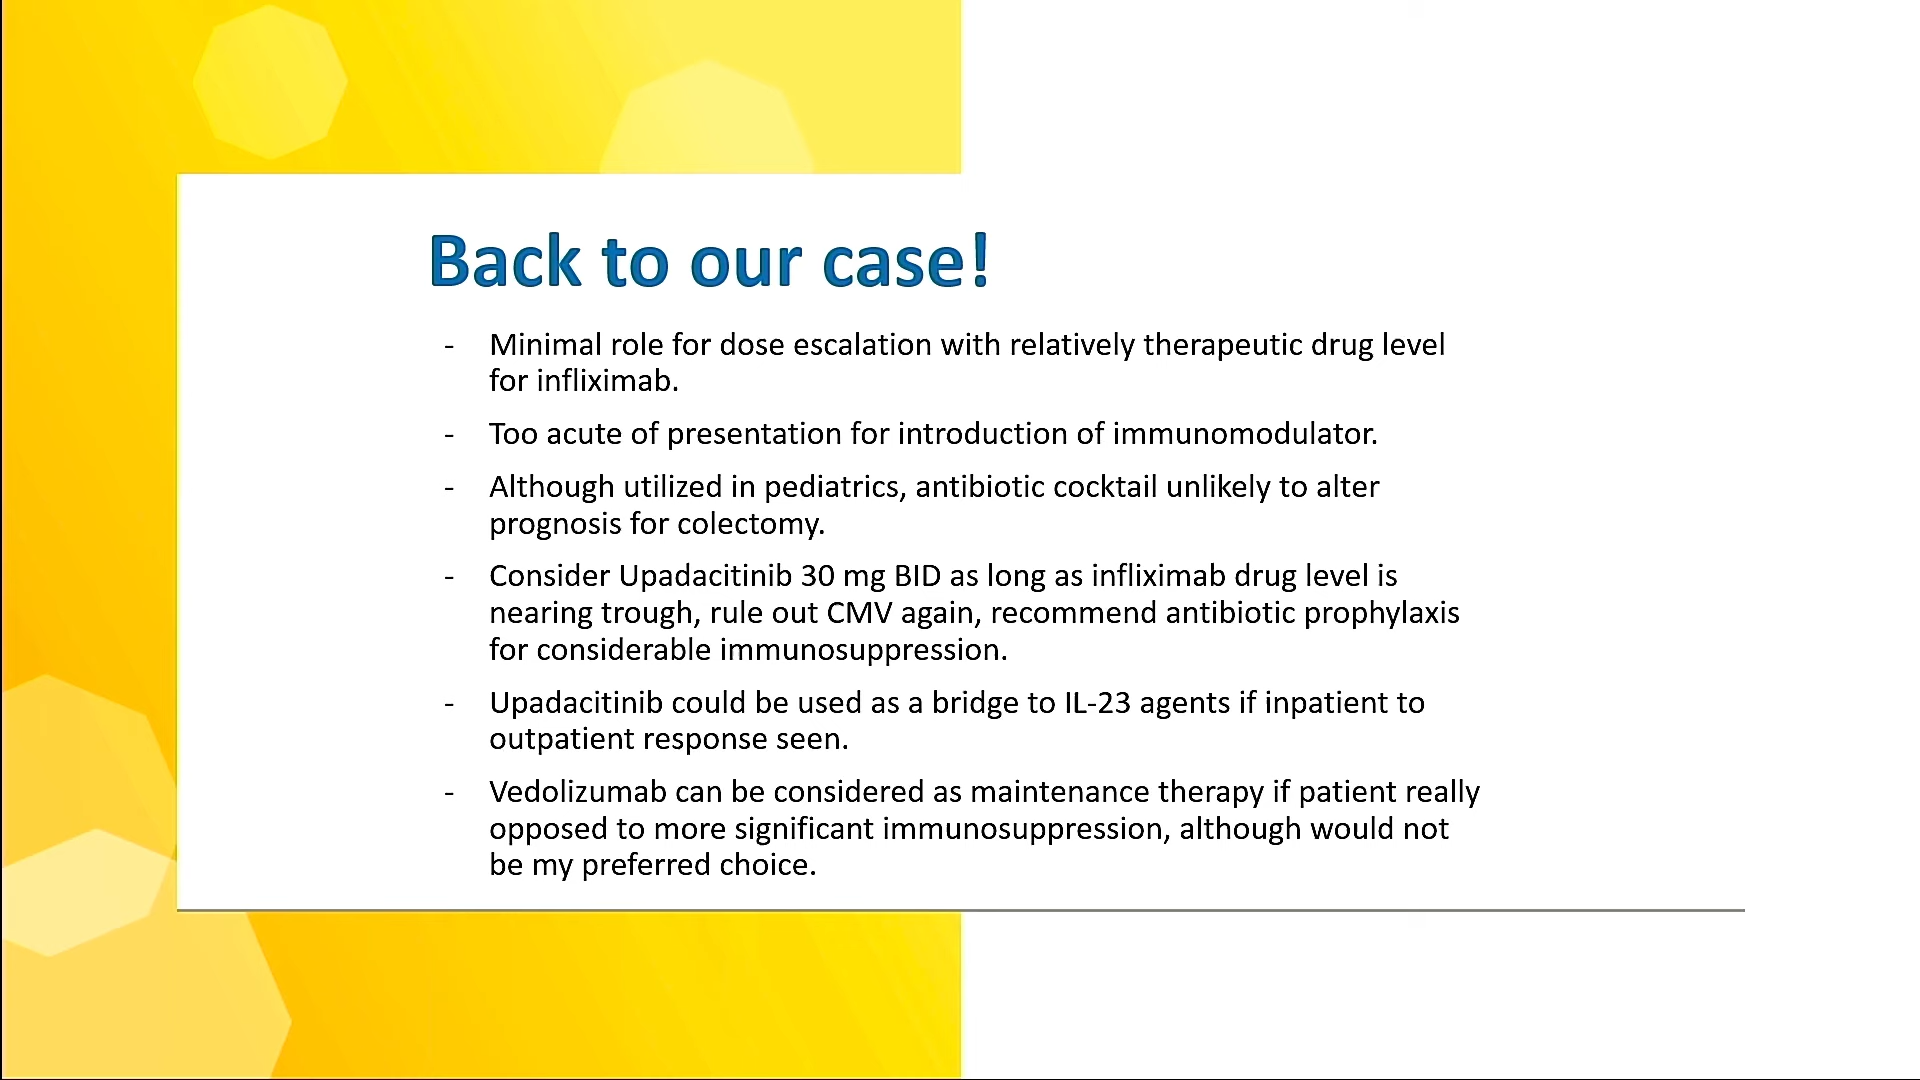 Back to our case!
- Minimal role for dose escalation with relatively therapeutic drug level
for infliximab.
- Too acute of presentation for introduction of immunomodulator.
- Although utilized in pediatrics, antibiotic cocktail unlikely to alter
prognosis for colectomy.
- Consider Upadacitinib 30 mg BID as long as infliximab drug level is
nearing trough, rule out CMV again, recommend antibiotic prophylaxis
for considerable immunosuppression.
- Upadacitinib could be used as a bridge to IL-23 agents if inpatient to
outpatient response seen.
- Vedolizumab can be considered as maintenance therapy if patient really
opposed to more significant immunosuppression, although would not
be my preferred choice.